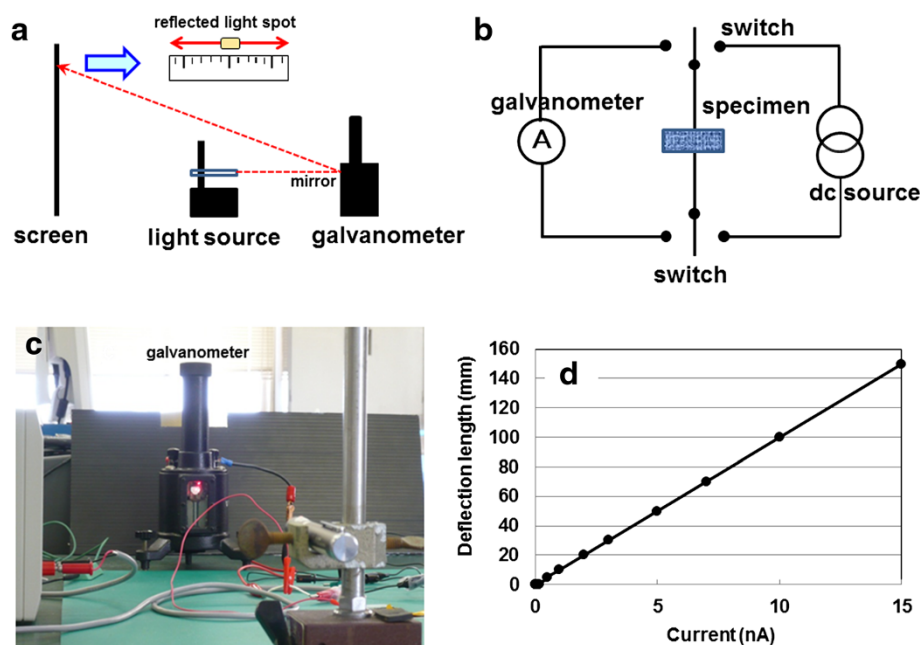 a
reflected light spot
mirror
screen
light source
galvanometer
b
switch
galvanometer
specimen
A
dc source
switch
c
galvanometer
d
Deflection length (mm)
160
140
120
100
80
60
40
20
0
0
5
10
15
Current (nA)